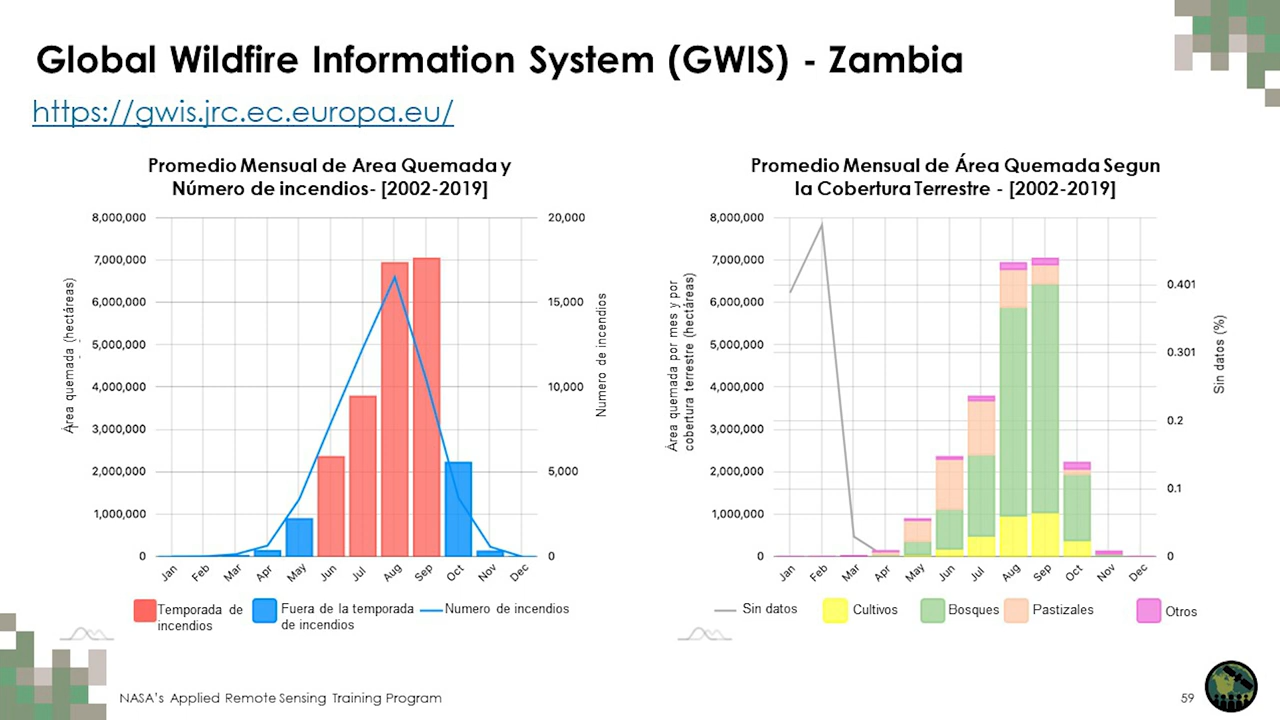 Global Wildfire Information System (GWIS) - Zambia
https://gwis.jrc.ec.europa.eu/
Promedio Mensual de Area Quemada y
Número de incendios- [2002-2019]
8,000,000
7,000,000
6,000,000
5,000,000
4,000,000
3,000,000
2,000,000
1,000,000
0
Área quemada (hectáreas)
20,000
15,000
10,000
5,000
0
Numero de incendios
Jan Feb Mar Apr May Jun Jul Aug Sep Oct Nov Dec
Temporada de
incendios
Fuera de la temporada
de incendios
Numero de incendios
Promedio Mensual de Área Quemada Segun
la Cobertura Terrestre - [2002-2019]
8,000,000
7,000,000
6,000,000
5,000,000
4,000,000
3,000,000
2,000,000
1,000,000
0
Área quemada por mes y por
cobertura terrestre (hectáreas)
0.401
0.301
0.2
0.1
0
Sin datos (%)
Jan Feb Mar Apr May Jun Jul Aug Sep Oct Nov Dec
Sin datos
Cultivos
Bosques
Pastizales
Otros
NASA's Applied Remote Sensing Training Program
59